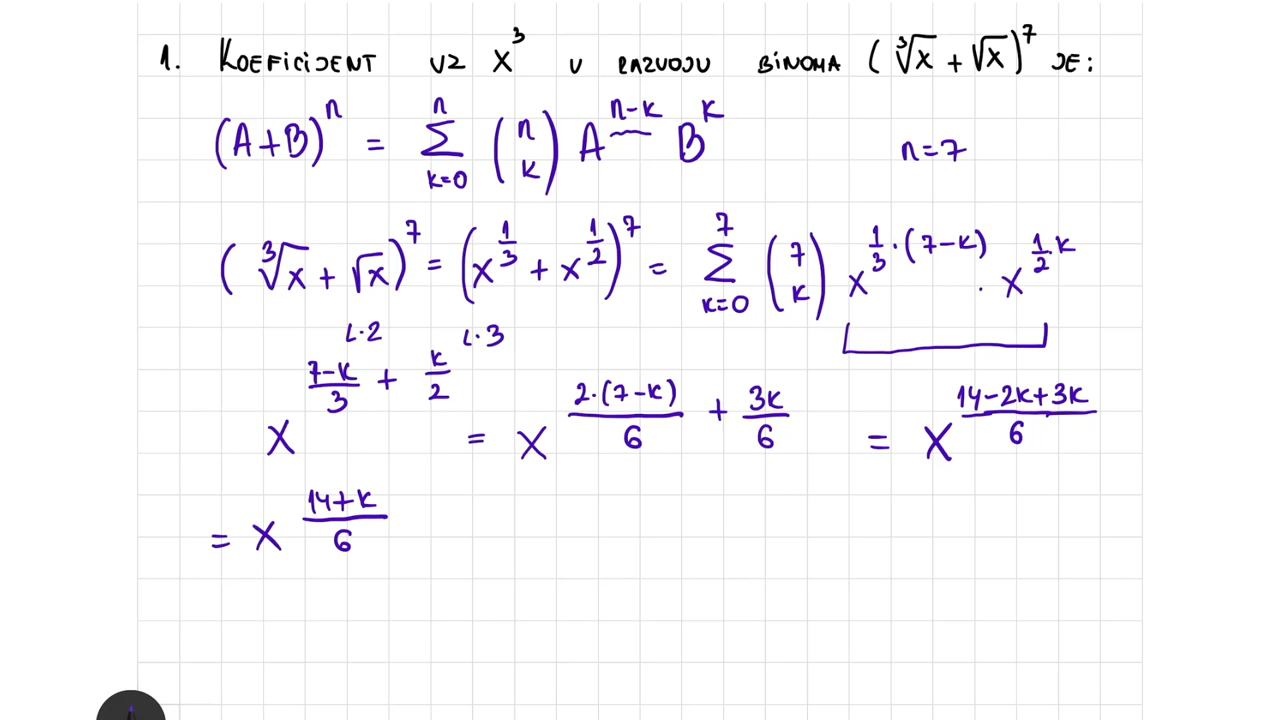 1. KOEFICIJENT UZ x^3 U RAZVOJU BINOMA (∛x + √x)^7 JE:
(A+B)^n = Σ_{k=0}^{n} (n k) A^{n-k} B^k n=7
(∛x + √x)^7 = (x^{1/3} + x^{1/2})^7 = Σ_{k=0}^{7} (7 k) x^{1/3·(7-k)} · x^{1/2·k}
x^{(7-k)/3 + k/2} (·2 (·3 = x^{2·(7-k)/6 + 3k/6} = x^{(14-2k+3k)/6}
= x^{(14+k)/6}